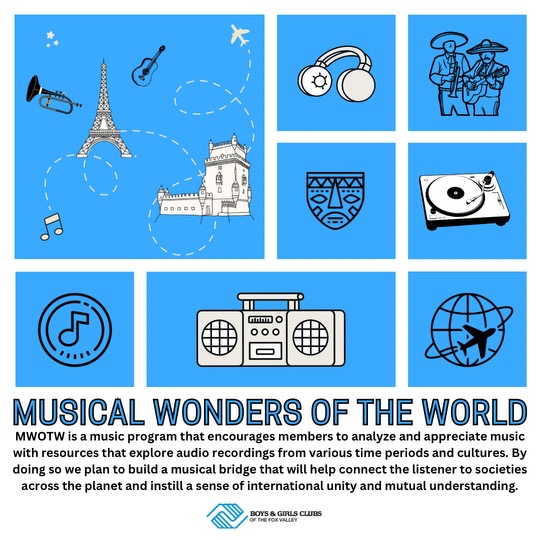 MUSICAL WONDERS OF THE WORLD
MWOTW is a music program that encourages members to analyze and appreciate music
with resources that explore audio recordings from various time periods and cultures. By
doing so we plan to build a musical bridge that will help connect the listener to societies
across the planet and instill a sense of international unity and mutual understanding.
BOYS & GIRLS CLUBS
OF THE FOX VALLEY